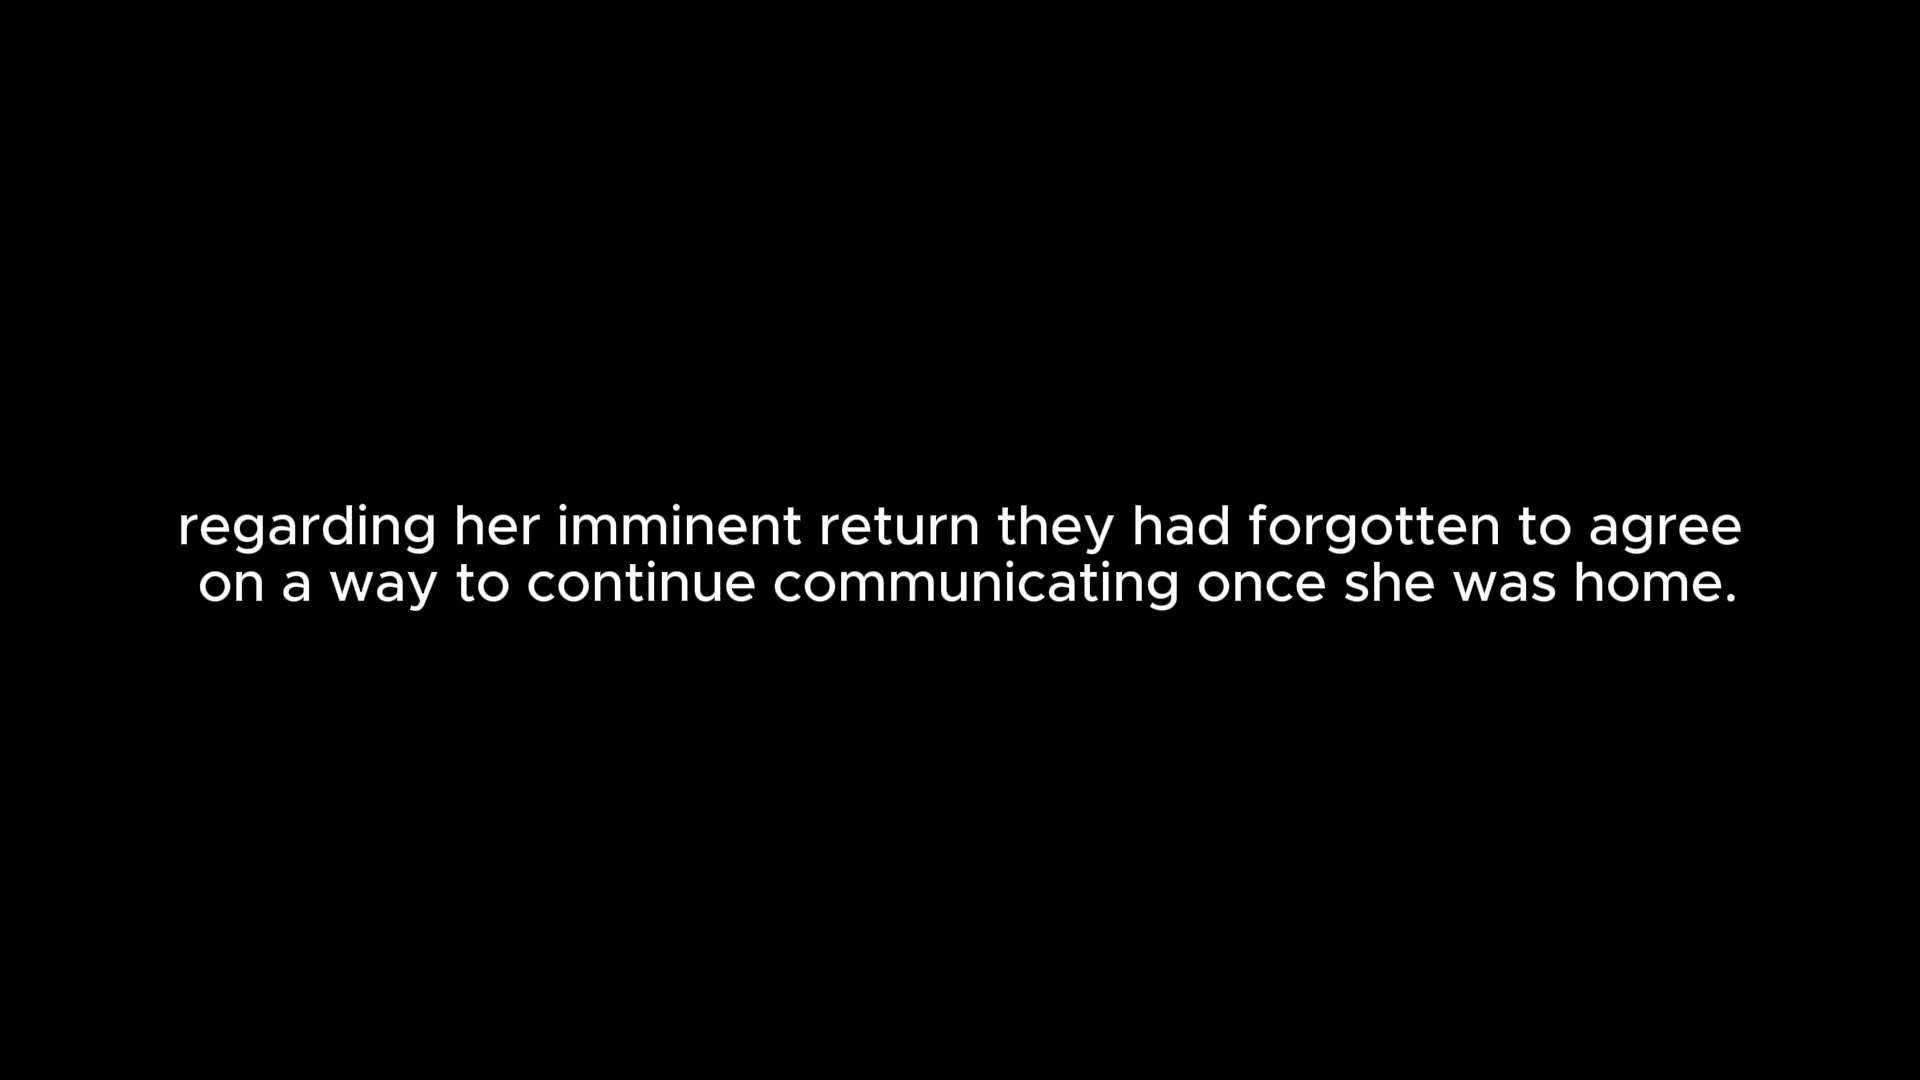 regarding her imminent return they had forgotten to agree
on a way to continue communicating once she was home.